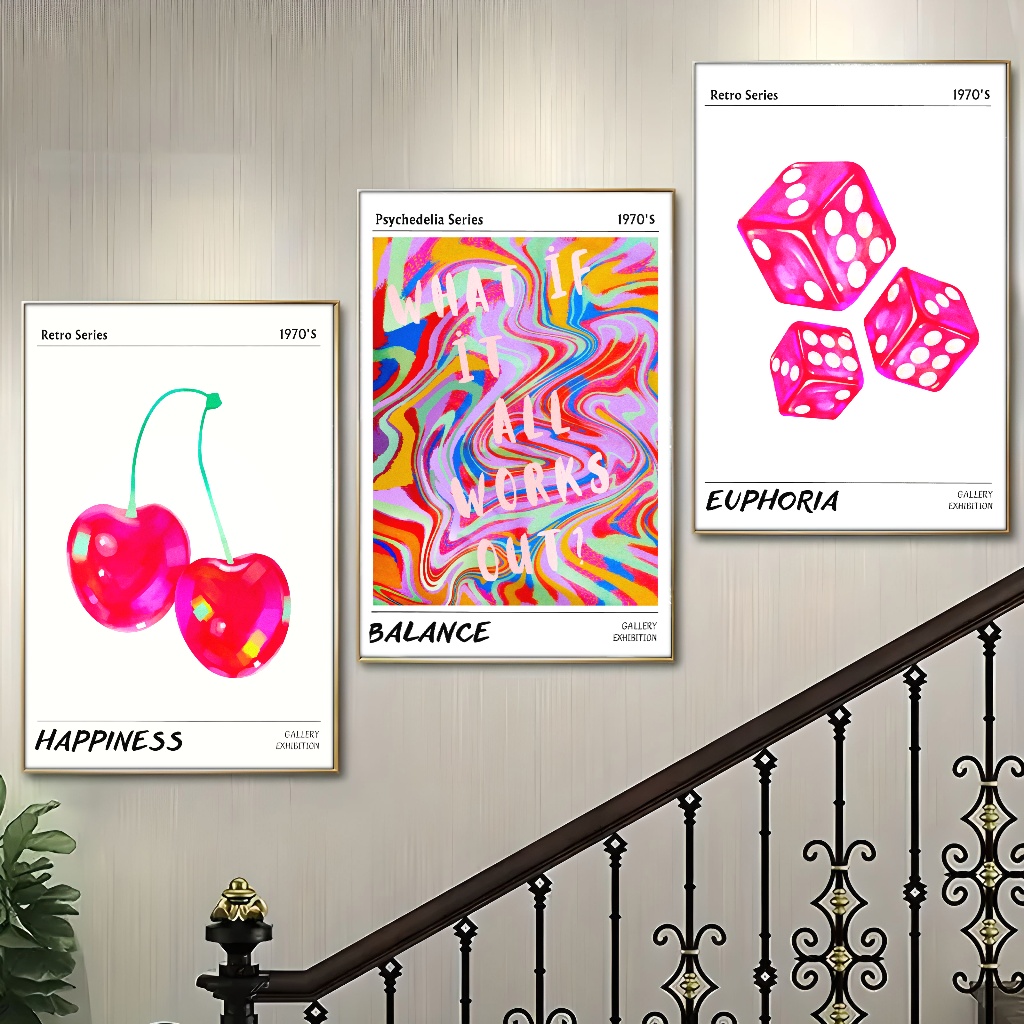 Retro Series 1970'S
HAPPINESS
GALLERY
EXHIBITION
Psychedelia Series 1970'S
WHAT IF
IT
ALL
WORKS
OUT?
BALANCE
GALLERY
EXHIBITION
Retro Series 1970'S
EUPHORIA
GALLERY
EXHIBITION